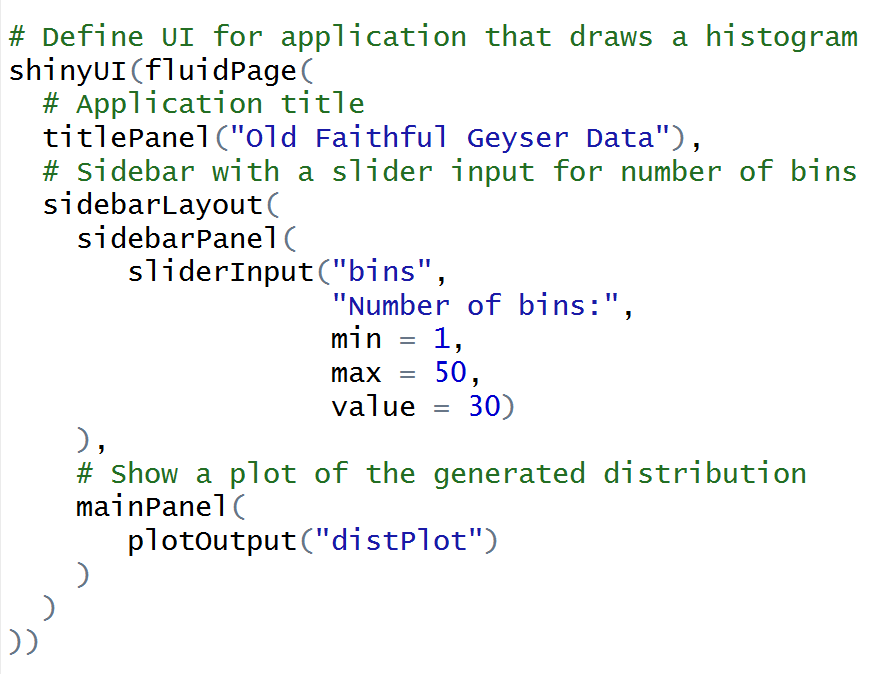 # Define UI for application that draws a histogram
shinyUI(fluidPage(
  # Application title
  titlePanel("Old Faithful Geyser Data"),
  # Sidebar with a slider input for number of bins
  sidebarLayout(
    sidebarPanel(
       sliderInput("bins",
                   "Number of bins:",
                   min = 1,
                   max = 50,
                   value = 30)
    ),
    # Show a plot of the generated distribution
    mainPanel(
       plotOutput("distPlot")
    )
  )
))